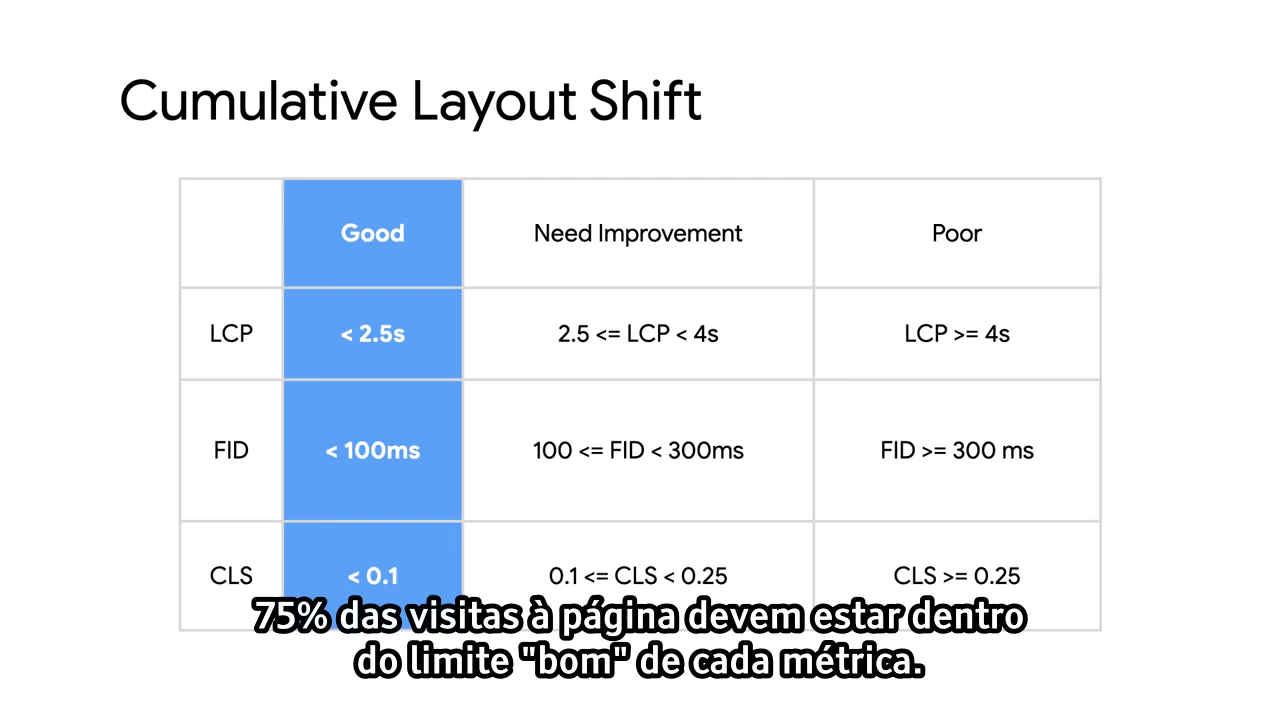 Cumulative Layout Shift
Good Need Improvement Poor
LCP < 2.5s 2.5 <= LCP < 4s LCP >= 4s
FID < 100ms 100 <= FID < 300ms FID >= 300 ms
CLS < 0.1 0.1 <= CLS < 0.25 CLS >= 0.25
75% das visitas à página devem estar dentro
do limite "bom" de cada métrica.